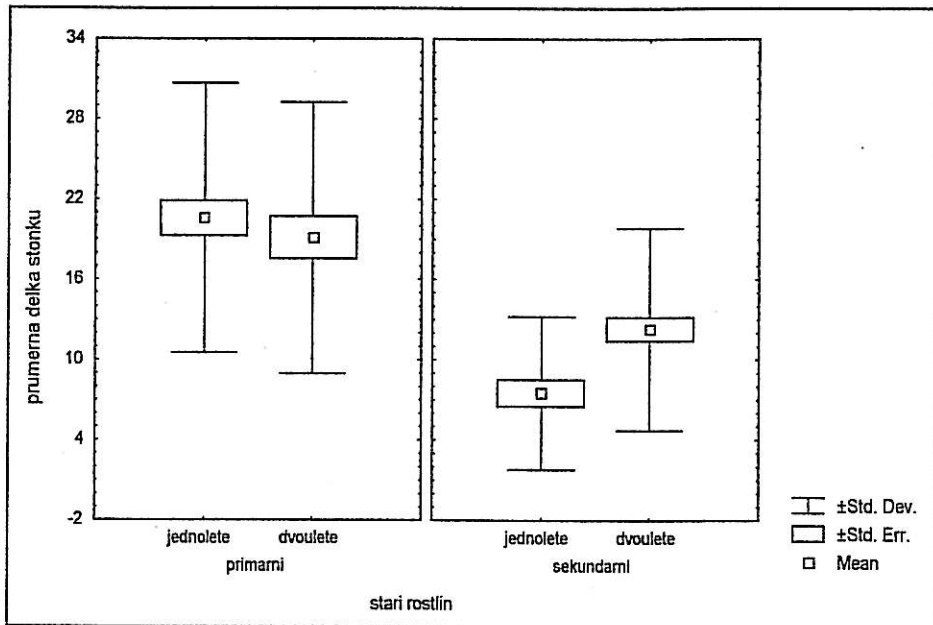 prumerna delka stonku
34
28
22
16
10
4
-2
jednolete dvoulete
primarni
jednolete dvoulete
sekundarni
stari rostlin
±Std. Dev.
±Std. Err.
Mean